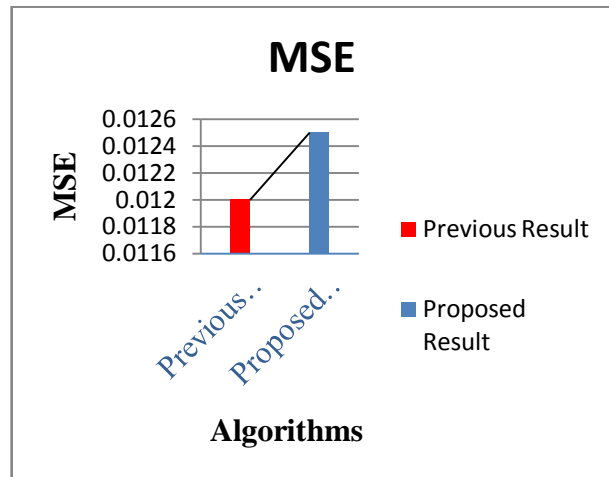 MSE
0.0126
0.0124
0.0122
0.012
0.0118
0.0116
MSE
Previous..
Proposed..
Algorithms
Previous Result
Proposed
Result